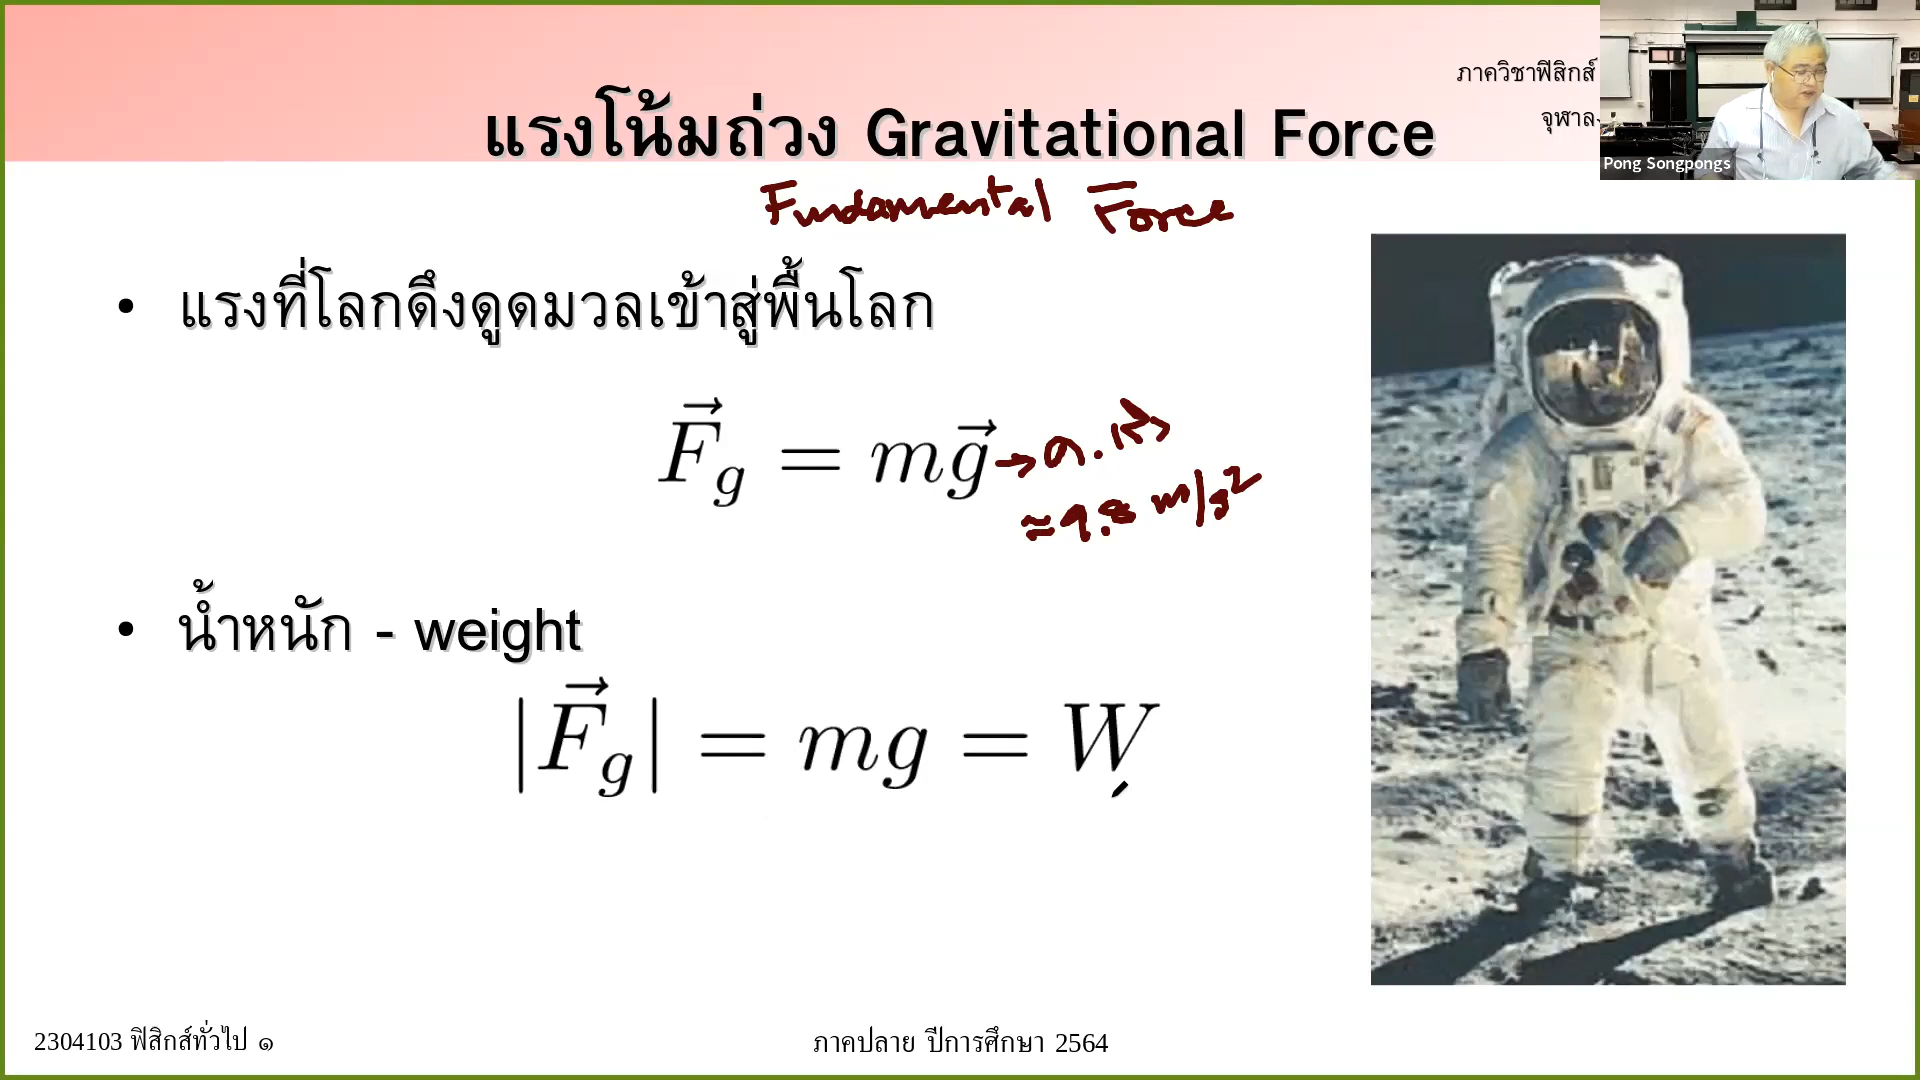 ภาควิชาฟิสิกส์
แรงโน้มถ่วง Gravitational Force
จุฬาลง
Pong Songpongs
Fundamental Force
• แรงที่โลกดึงดูดมวลเข้าสู่พื้นโลก
F⃗g = mg⃗ →
≈ 9.8 m/s²
• น้ำหนัก - weight
|F⃗g| = mg = W
2304103 ฟิสิกส์ทั่วไป ๑
ภาคปลาย ปีการศึกษา 2564